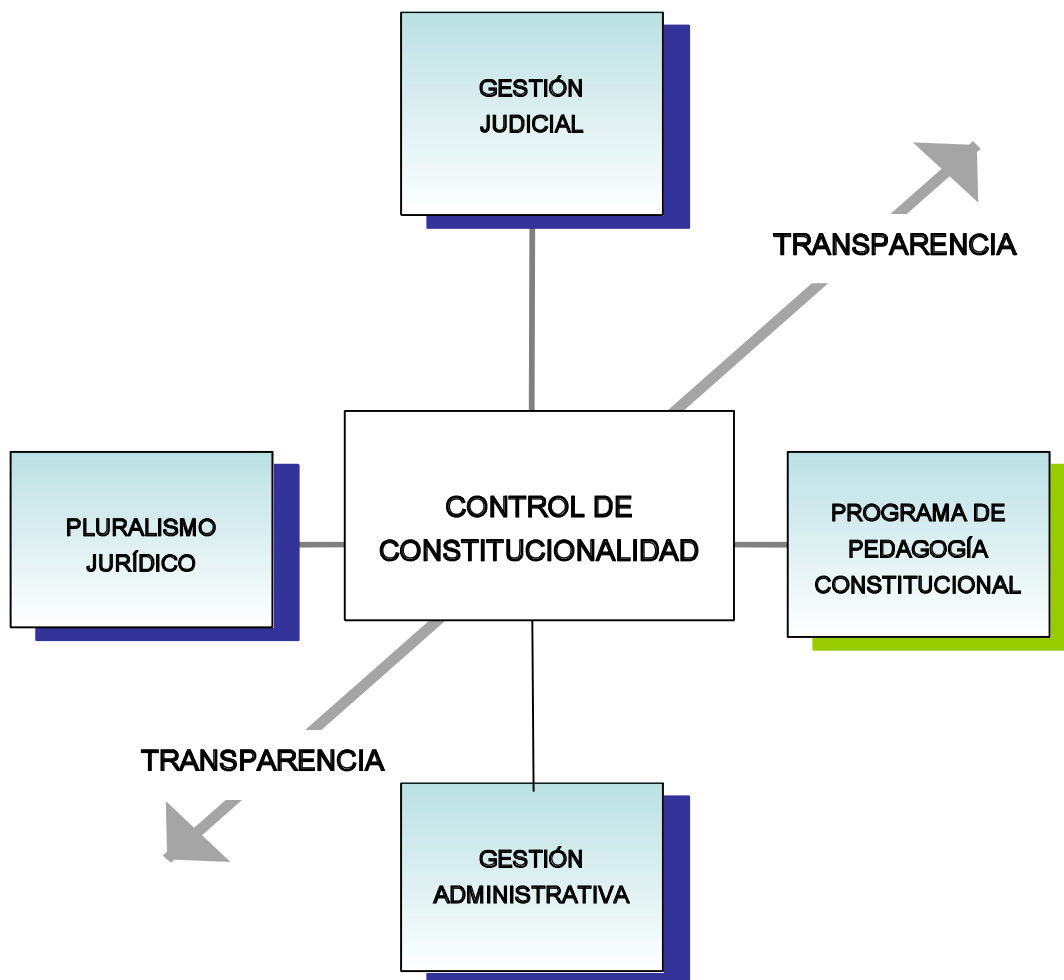 GESTIÓN
JUDICIAL
TRANSPARENCIA
PLURALISMO
JURÍDICO
CONTROL DE
CONSTITUCIONALIDAD
PROGRAMA DE
PEDAGOGÍA
CONSTITUCIONAL
TRANSPARENCIA
GESTIÓN
ADMINISTRATIVA